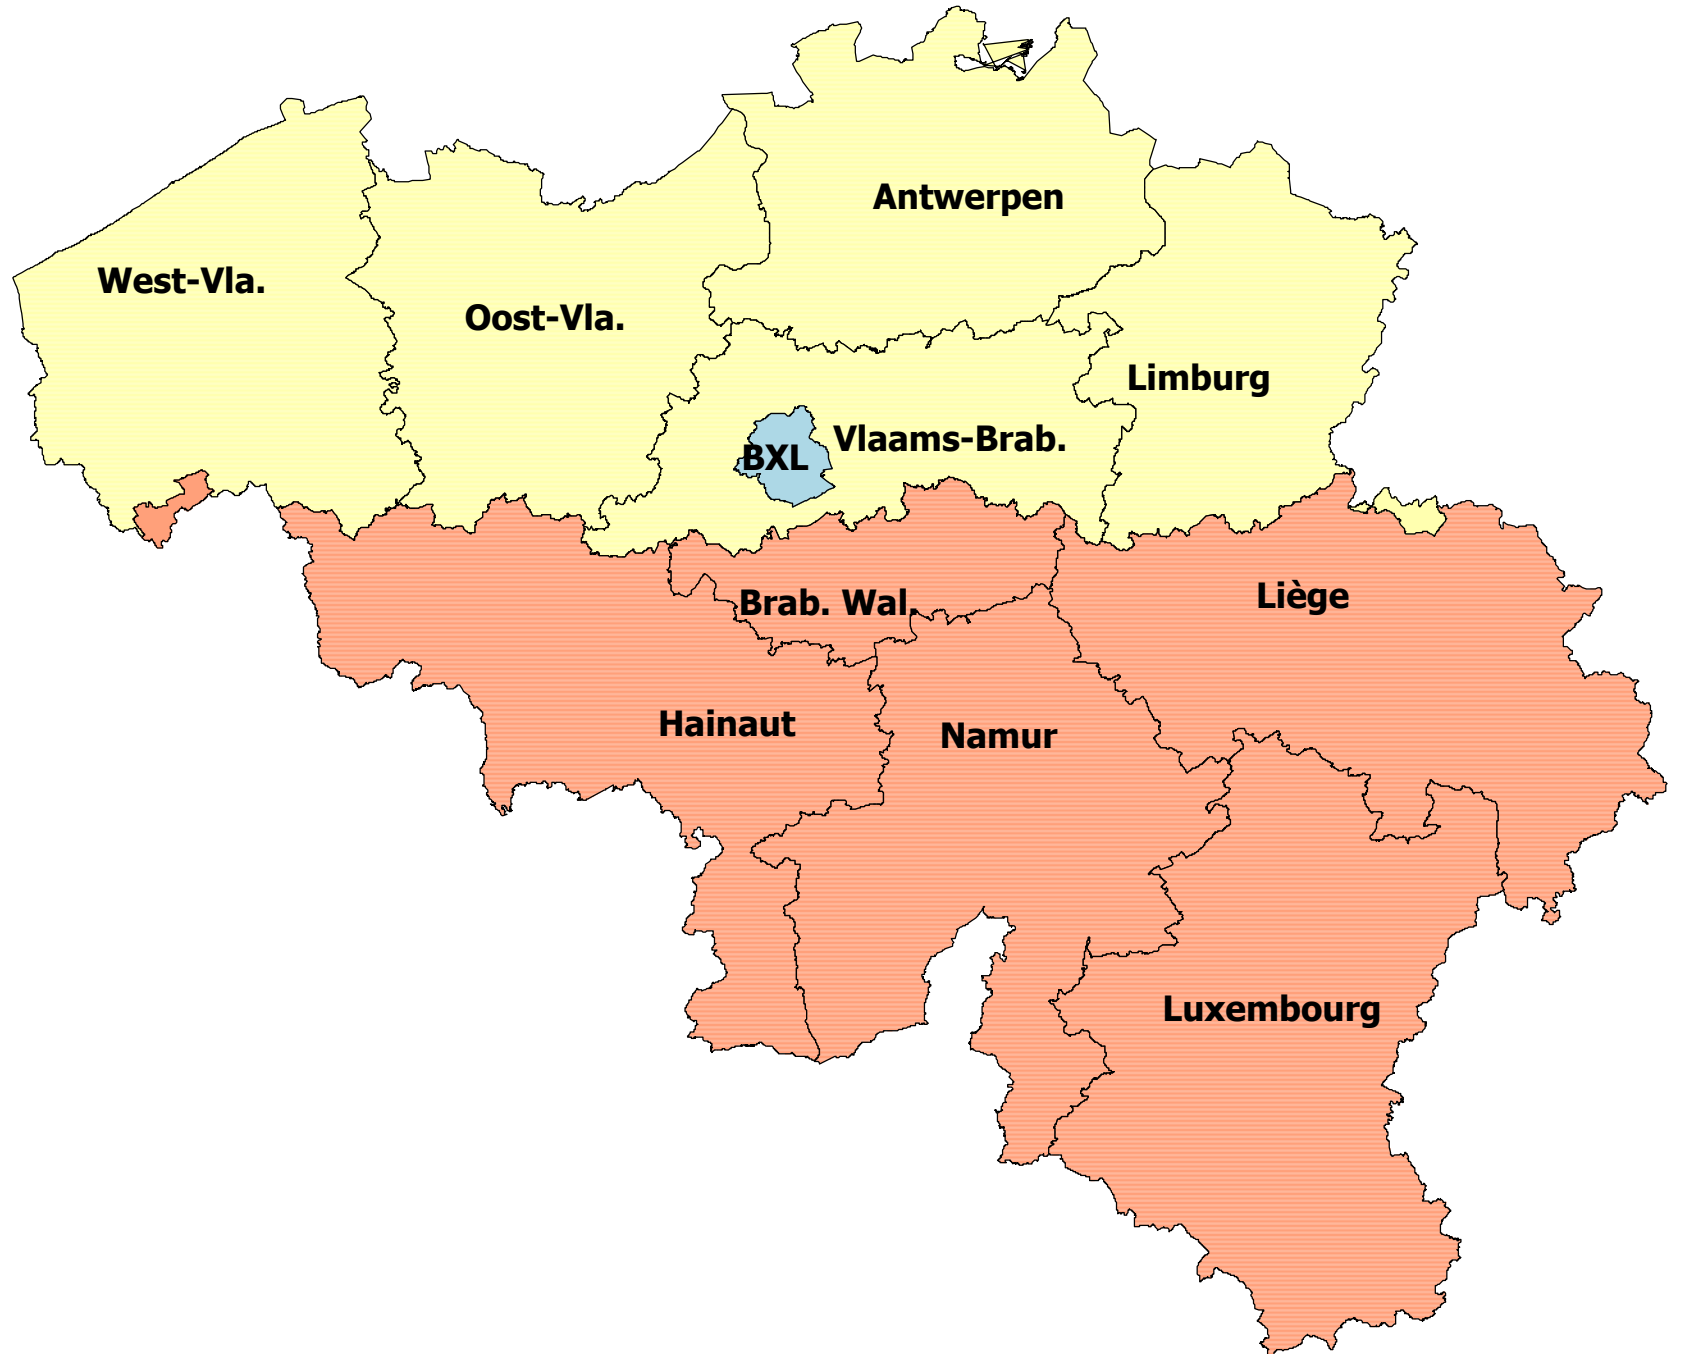 Antwerpen
West-Vla.
Oost-Vla.
Limburg
Vlaams-Brab.
BXL
Liège
Brab. Wal.
Hainaut
Namur
Luxembourg